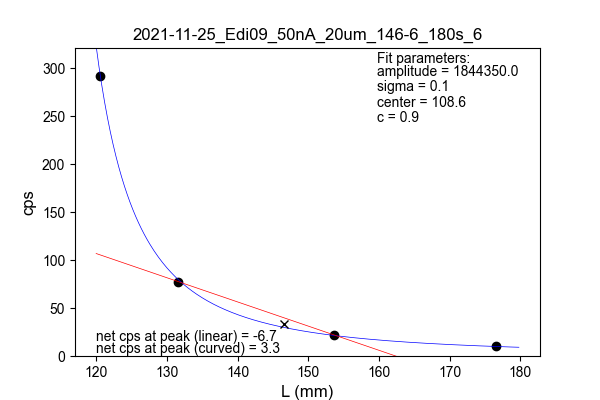 2021-11-25_Edi09_50nA_20um_146-6_180s_6
Fit parameters:
amplitude = 1844350.0
sigma = 0.1
center = 108.6
c = 0.9
300
250
200
150
100
50
0
cps
net cps at peak (linear) = -6.7
net cps at peak (curved) = 3.3
120 130 140 150 160 170 180
L (mm)